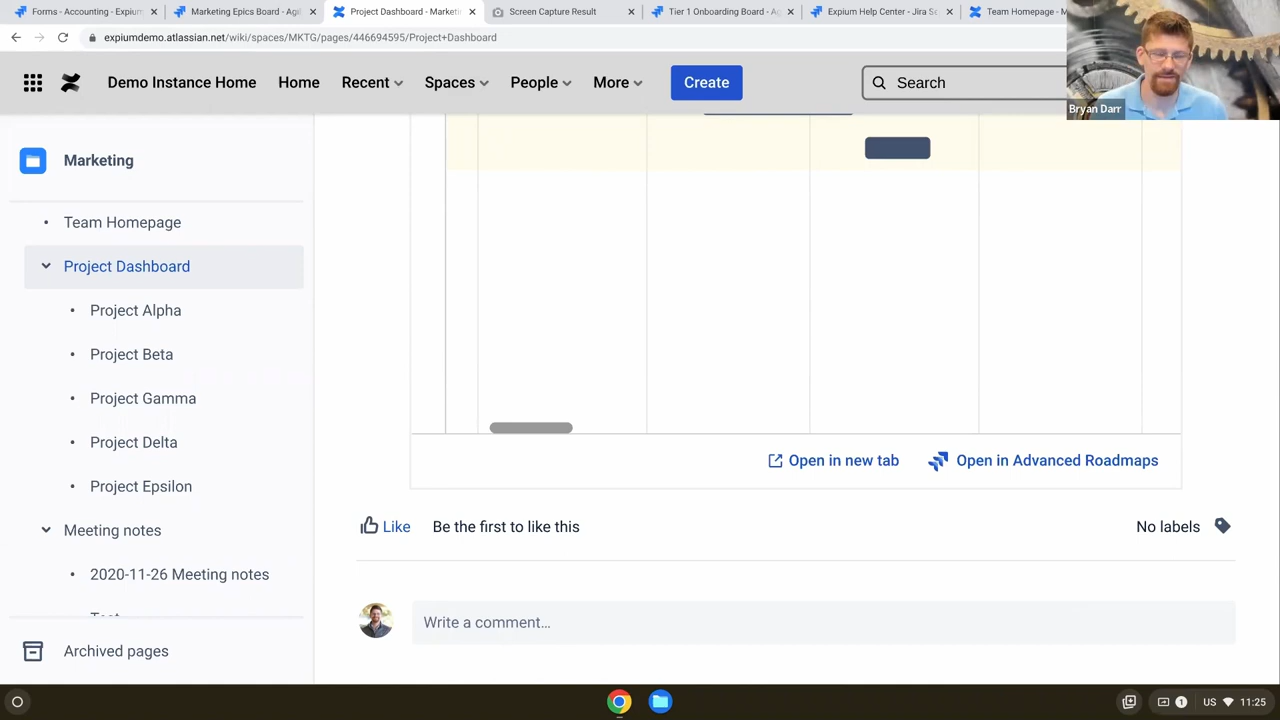 Forms - Accounting - Expium
Marketing Epics Board - Agil
Project Dashboard - Marketi
Screen Capture Result
Tier 1 Onboarding Board - Ag
Expium Help Center - Jira Se
Team Homepage - M
expiumdemo.atlassian.net/wiki/spaces/MKTG/pages/446694595/Project+Dashboard
Demo Instance Home
Home
Recent
Spaces
People
More
Create
Search
Bryan Darr
Marketing
Team Homepage
Project Dashboard
Project Alpha
Project Beta
Project Gamma
Project Delta
Project Epsilon
Meeting notes
2020-11-26 Meeting notes
Archived pages
Open in new tab
Open in Advanced Roadmaps
Like
Be the first to like this
No labels
Write a comment...
1
US
11:25